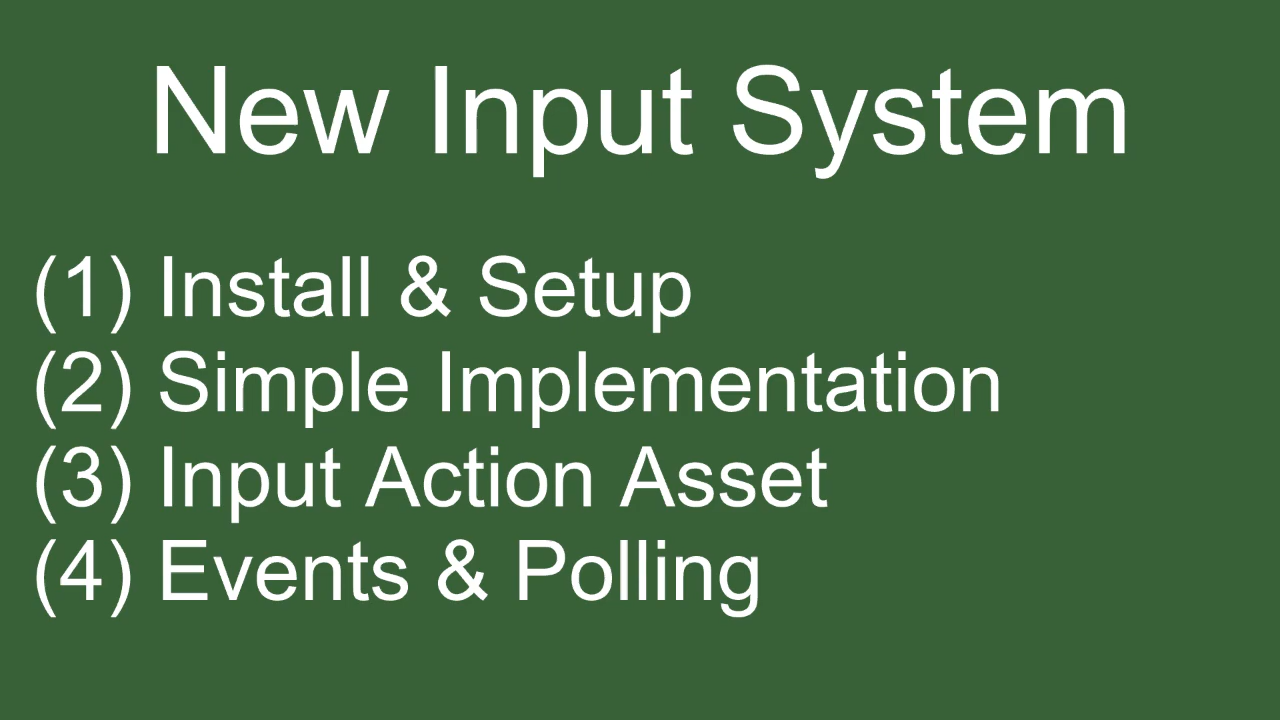 New Input System
(1) Install & Setup
(2) Simple Implementation
(3) Input Action Asset
(4) Events & Polling